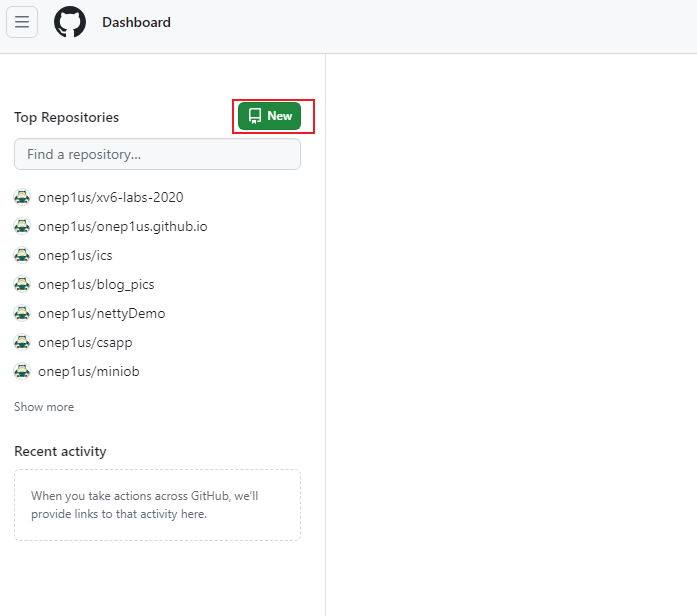 Dashboard
Top Repositories
New
Find a repository...
onep1us/xv6-labs-2020
onep1us/onep1us.github.io
onep1us/ics
onep1us/blog_pics
onep1us/nettyDemo
onep1us/csapp
onep1us/miniob
Show more
Recent activity
When you take actions across GitHub, we’ll
provide links to that activity here.